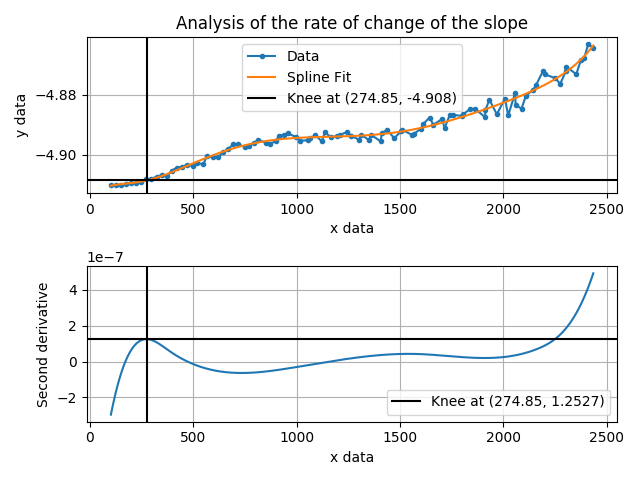 Analysis of the rate of change of the slope
Data
Spline Fit
Knee at (274.85, -4.908)
y data
−4.88
−4.90
0 500 1000 1500 2000 2500
x data
1e−7
Second derivative
4
2
0
−2
Knee at (274.85, 1.2527)
0 500 1000 1500 2000 2500
x data